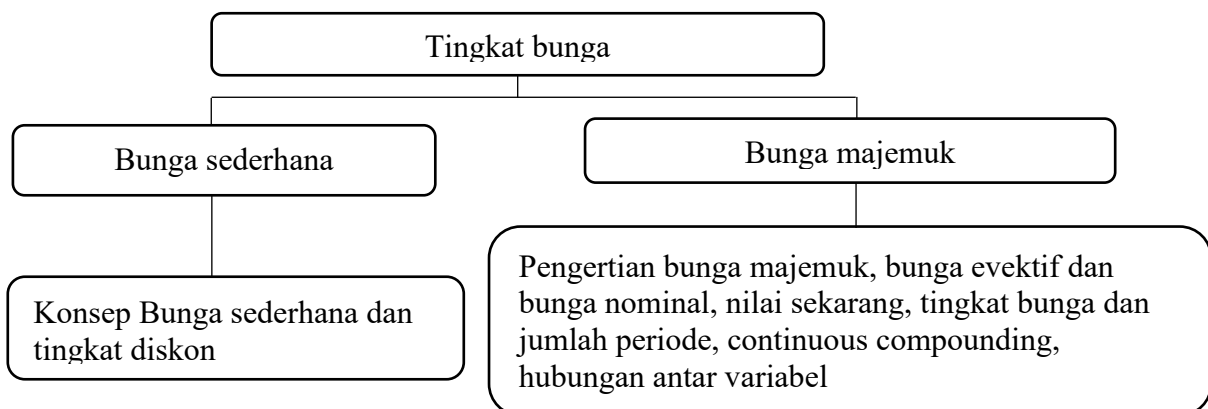 Tingkat bunga
Bunga sederhana
Bunga majemuk
Konsep Bunga sederhana dan
tingkat diskon
Pengertian bunga majemuk, bunga evektif dan
bunga nominal, nilai sekarang, tingkat bunga dan
jumlah periode, continuous compounding,
hubungan antar variabel